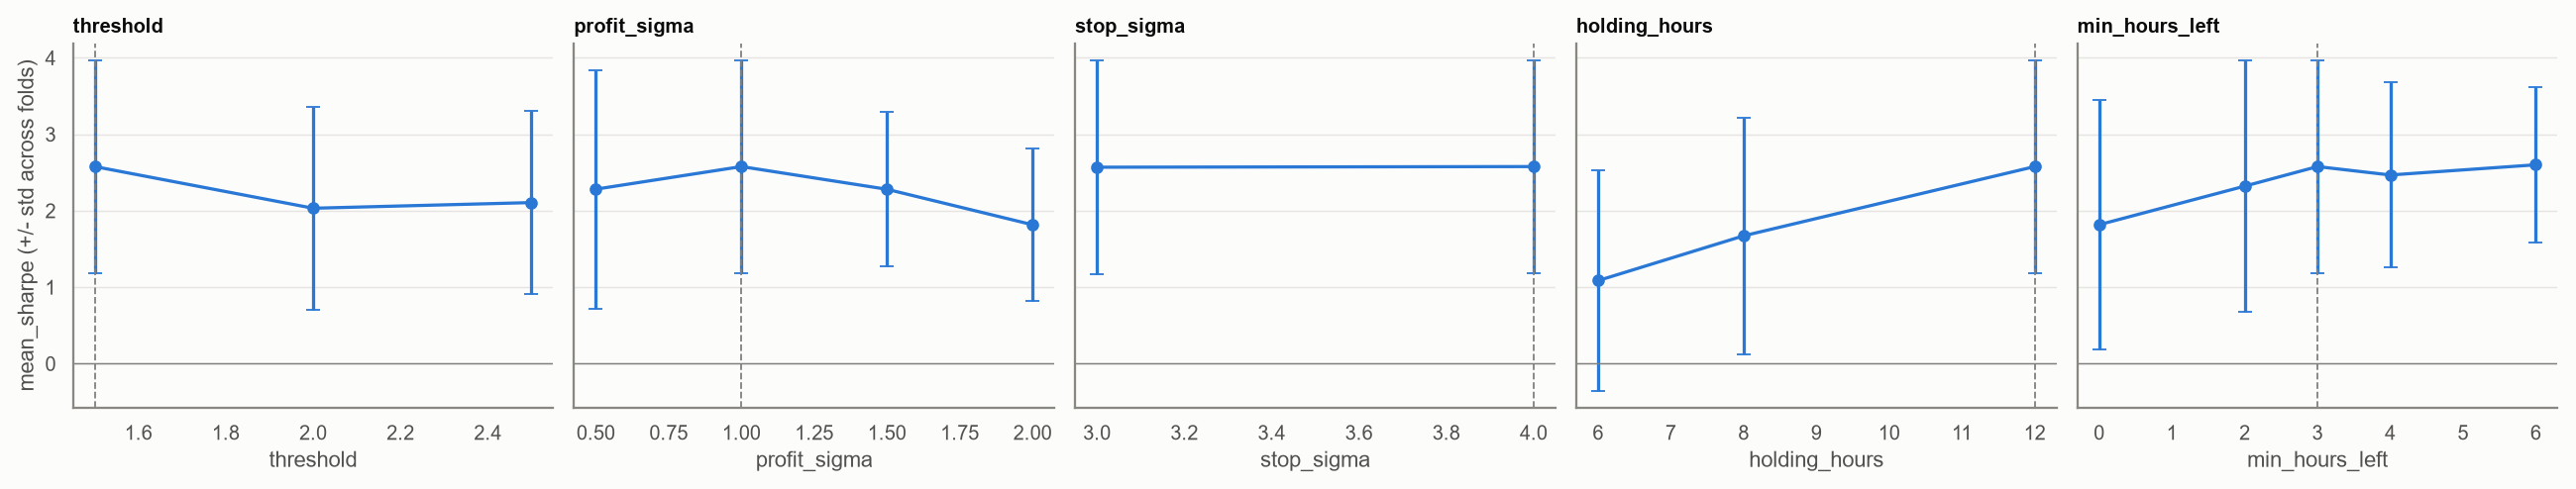 threshold
profit_sigma
stop_sigma
holding_hours
min_hours_left
mean_sharpe (+/- std across folds)
4
3
2
1
0
1.6 1.8 2.0 2.2 2.4
threshold
0.50 0.75 1.00 1.25 1.50 1.75 2.00
profit_sigma
3.0 3.2 3.4 3.6 3.8 4.0
stop_sigma
6 7 8 9 10 11 12
holding_hours
0 1 2 3 4 5 6
min_hours_left